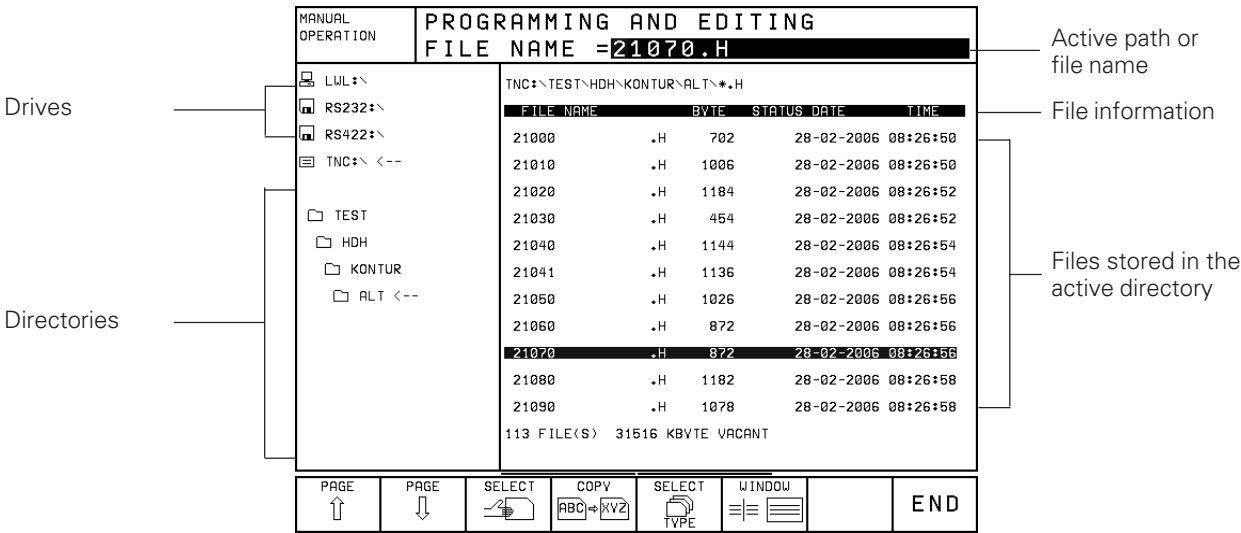 MANUAL
OPERATION
PROGRAMMING AND EDITING
FILE NAME =21070.H
Active path or
file name
Drives
LWL:\
RS232:\
RS422:\
TNC:\ <--
TEST
HDH
KONTUR
ALT <--
Directories
TNC:\TEST\HDH\KONTUR\ALT\*.H
FILE NAME BYTE STATUS DATE TIME
File information
21000 .H 702 28-02-2006 08:26:50
21010 .H 1006 28-02-2006 08:26:50
21020 .H 1184 28-02-2006 08:26:52
21030 .H 454 28-02-2006 08:26:52
21040 .H 1144 28-02-2006 08:26:54
21041 .H 1136 28-02-2006 08:26:54
21050 .H 1026 28-02-2006 08:26:56
21060 .H 872 28-02-2006 08:26:56
21070 .H 872 28-02-2006 08:26:56
21080 .H 1182 28-02-2006 08:26:58
21090 .H 1078 28-02-2006 08:26:58
113 FILE(S) 31516 KBYTE VACANT
Files stored in the
active directory
PAGE
PAGE
SELECT
COPY
ABC XYZ
SELECT
TYPE
WINDOW
END